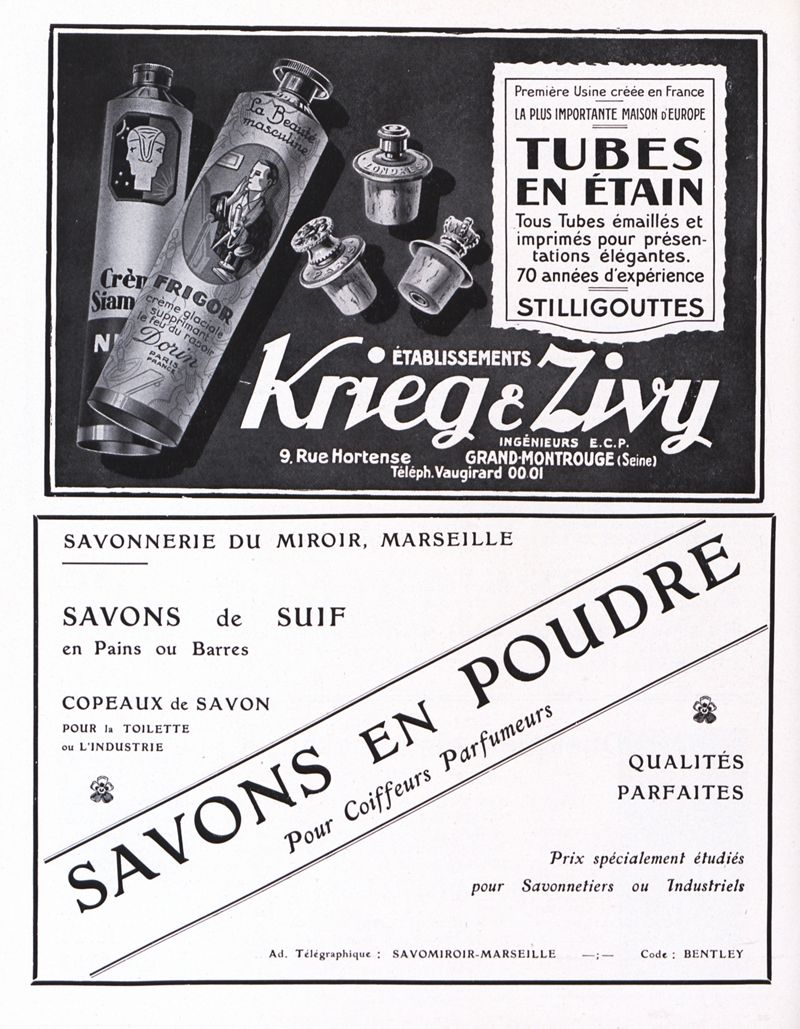 Crèm
Siam
N
La Beauté
masculine
FRIGOR
crème glaciale
supprimant
le feu du rasoir
Dorin
PARIS
FRANCE
LONDRES
PARIS
Première Usine créée en France
LA PLUS IMPORTANTE MAISON d'EUROPE
TUBES
EN ÉTAIN
Tous Tubes émaillés et
imprimés pour présen-
tations élégantes.
70 années d'expérience
STILLIGOUTTES
ÉTABLISSEMENTS
Krieg & Zivy
INGÉNIEURS E.C.P.
9, Rue Hortense GRAND-MONTROUGE (Seine)
Téléph. Vaugirard 00.01
SAVONNERIE DU MIROIR, MARSEILLE
SAVONS de SUIF
en Pains ou Barres
COPEAUX de SAVON
POUR la TOILETTE
ou L'INDUSTRIE
SAVONS EN POUDRE
Pour Coiffeurs Parfumeurs
QUALITÉS
PARFAITES
Prix spécialement étudiés
pour Savonnetiers ou Industriels
Ad. Télégraphique : SAVOMIROIR-MARSEILLE —;— Code : BENTLEY